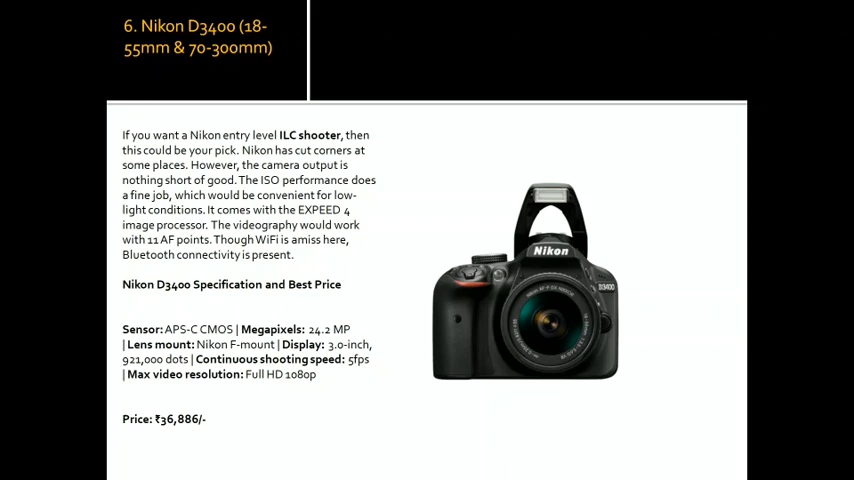 6. Nikon D3400 (18-
55mm & 70-300mm)
If you want a Nikon entry level ILC shooter, then
this could be your pick. Nikon has cut corners at
some places. However, the camera output is
nothing short of good. The ISO performance does
a fine job, which would be convenient for low-
light conditions. It comes with the EXPEED 4
image processor. The videography would work
with 11 AF points. Though WiFi is amiss here,
Bluetooth connectivity is present.
Nikon D3400 Specification and Best Price
Sensor: APS-C CMOS | Megapixels: 24.2 MP
| Lens mount: Nikon F-mount | Display: 3.0-inch,
921,000 dots | Continuous shooting speed: 5fps
| Max video resolution: Full HD 1080p
Price: ₹36,886/-
Nikon
D3400